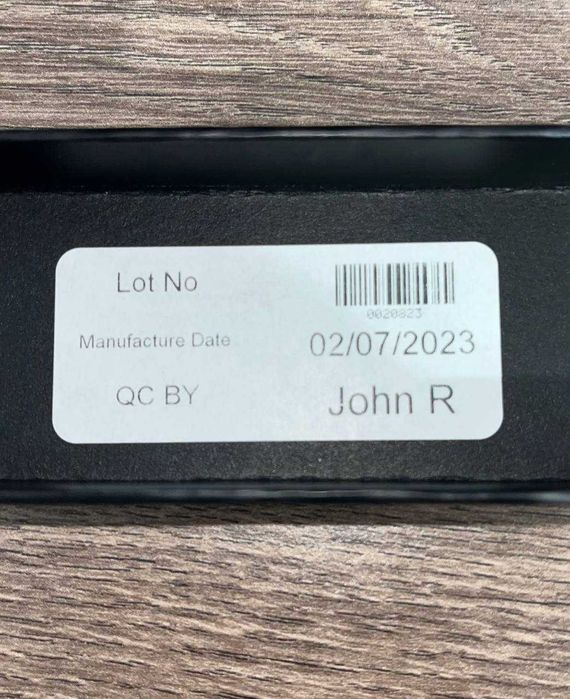 Lot No
0020823
Manufacture Date 02/07/2023
QC BY John R